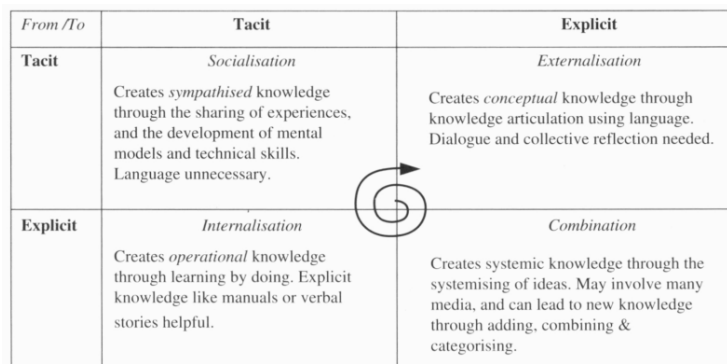 From /To Tacit Explicit
Tacit Socialisation Externalisation
Creates sympathised knowledge
through the sharing of experiences,
and the development of mental
models and technical skills.
Language unnecessary.
Creates conceptual knowledge through
knowledge articulation using language.
Dialogue and collective reflection needed.
Explicit Internalisation Combination
Creates operational knowledge
through learning by doing. Explicit
knowledge like manuals or verbal
stories helpful.
Creates systemic knowledge through the
systemising of ideas. May involve many
media, and can lead to new knowledge
through adding, combining &
categorising.